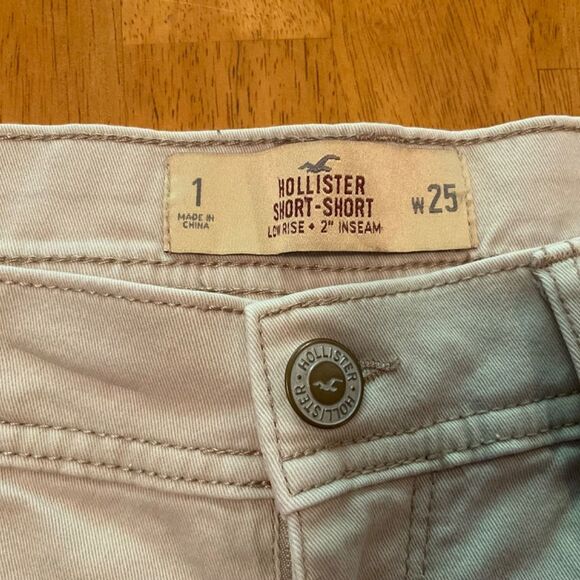 1
MADE IN
CHINA
HOLLISTER
SHORT-SHORT
LOW RISE • 2" INSEAM
W25
HOLLISTER • HOLLISTER •